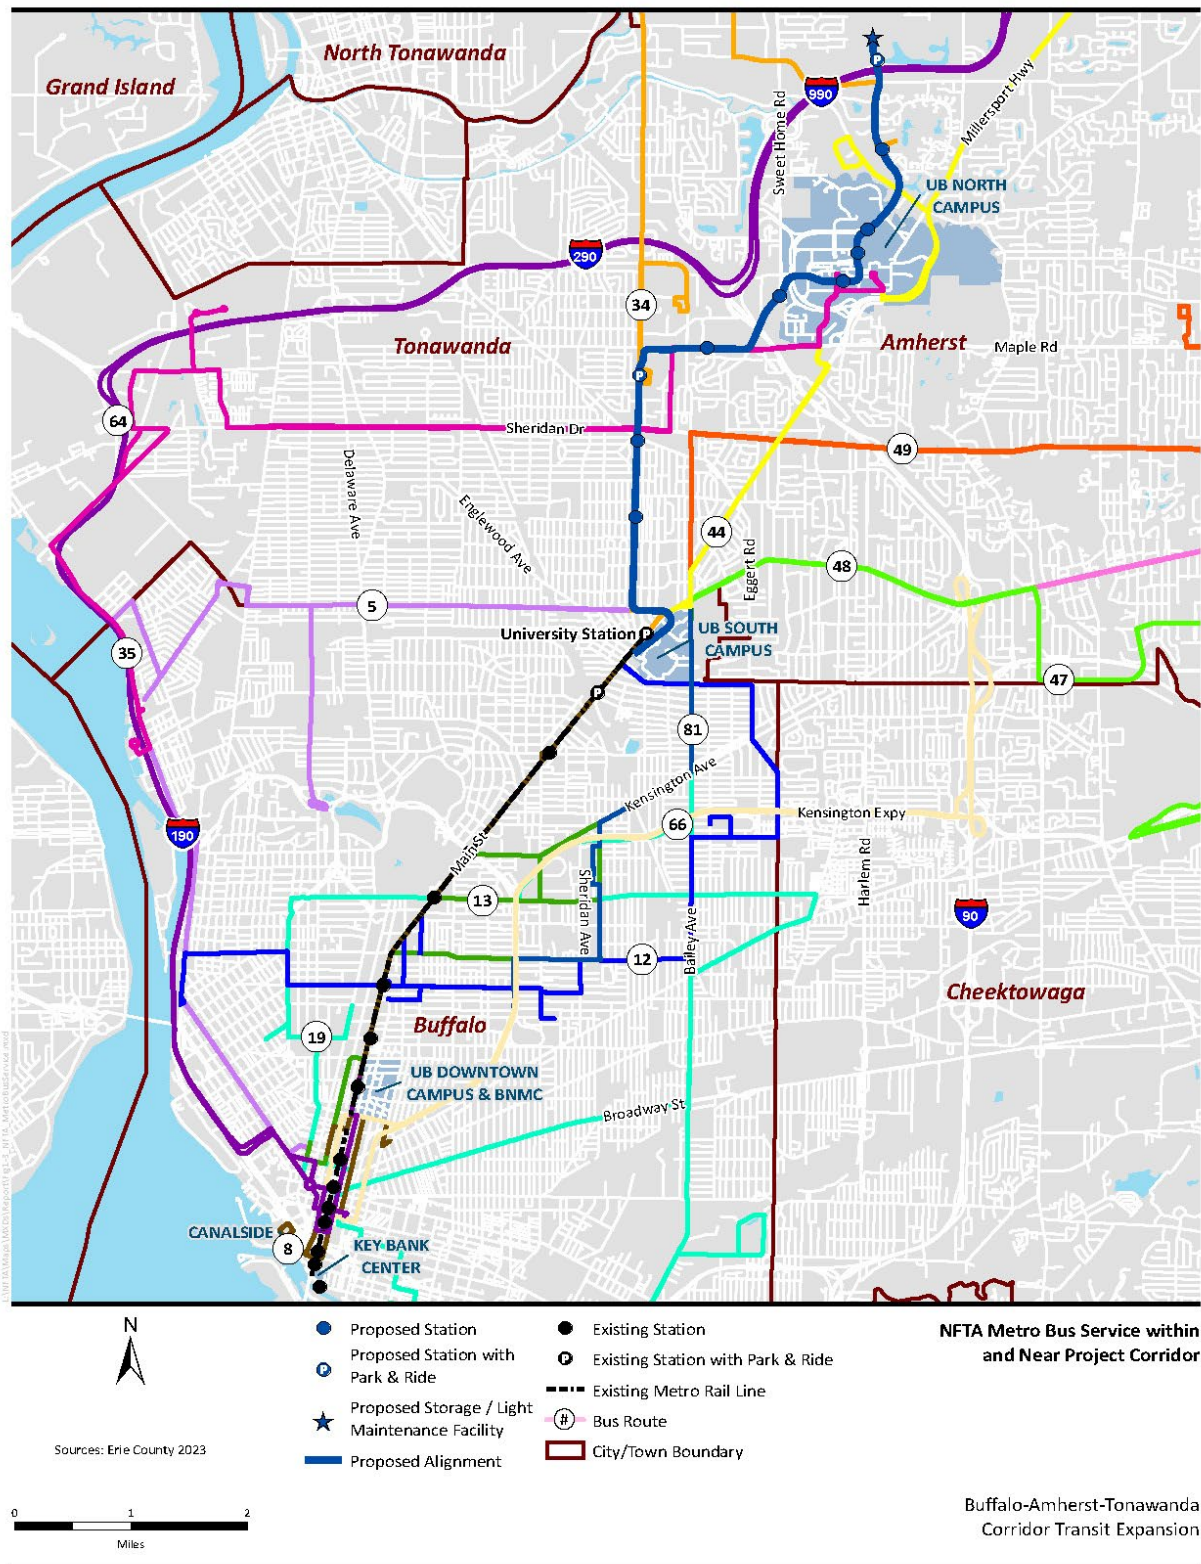 North Tonawanda
Grand Island
990
Sweet Home Rd
Millersport Hwy
UB NORTH
CAMPUS
290
34
Tonawanda
Amherst
Maple Rd
64
Sheridan Dr
49
Delaware Ave
Englewood Ave
44
Eggert Rd
48
5
University Station
P
UB SOUTH
CAMPUS
35
47
P
81
Kensington Ave
190
66
Kensington Expy
Main St
Harlem Rd
13
Sheridan Ave
90
Bailey Ave
12
Cheektowaga
Buffalo
19
UB DOWNTOWN
CAMPUS & BNMC
Broadway St
CANALSIDE
8
KEY BANK
CENTER
N
Proposed Station
P
Proposed Station with
Park & Ride
Proposed Storage / Light
Maintenance Facility
Proposed Alignment
Existing Station
P
Existing Station with Park & Ride
Existing Metro Rail Line
#
Bus Route
City/Town Boundary
NFTA Metro Bus Service within
and Near Project Corridor
Sources: Erie County 2023
0 1 2
Miles
Buffalo-Amherst-Tonawanda
Corridor Transit Expansion